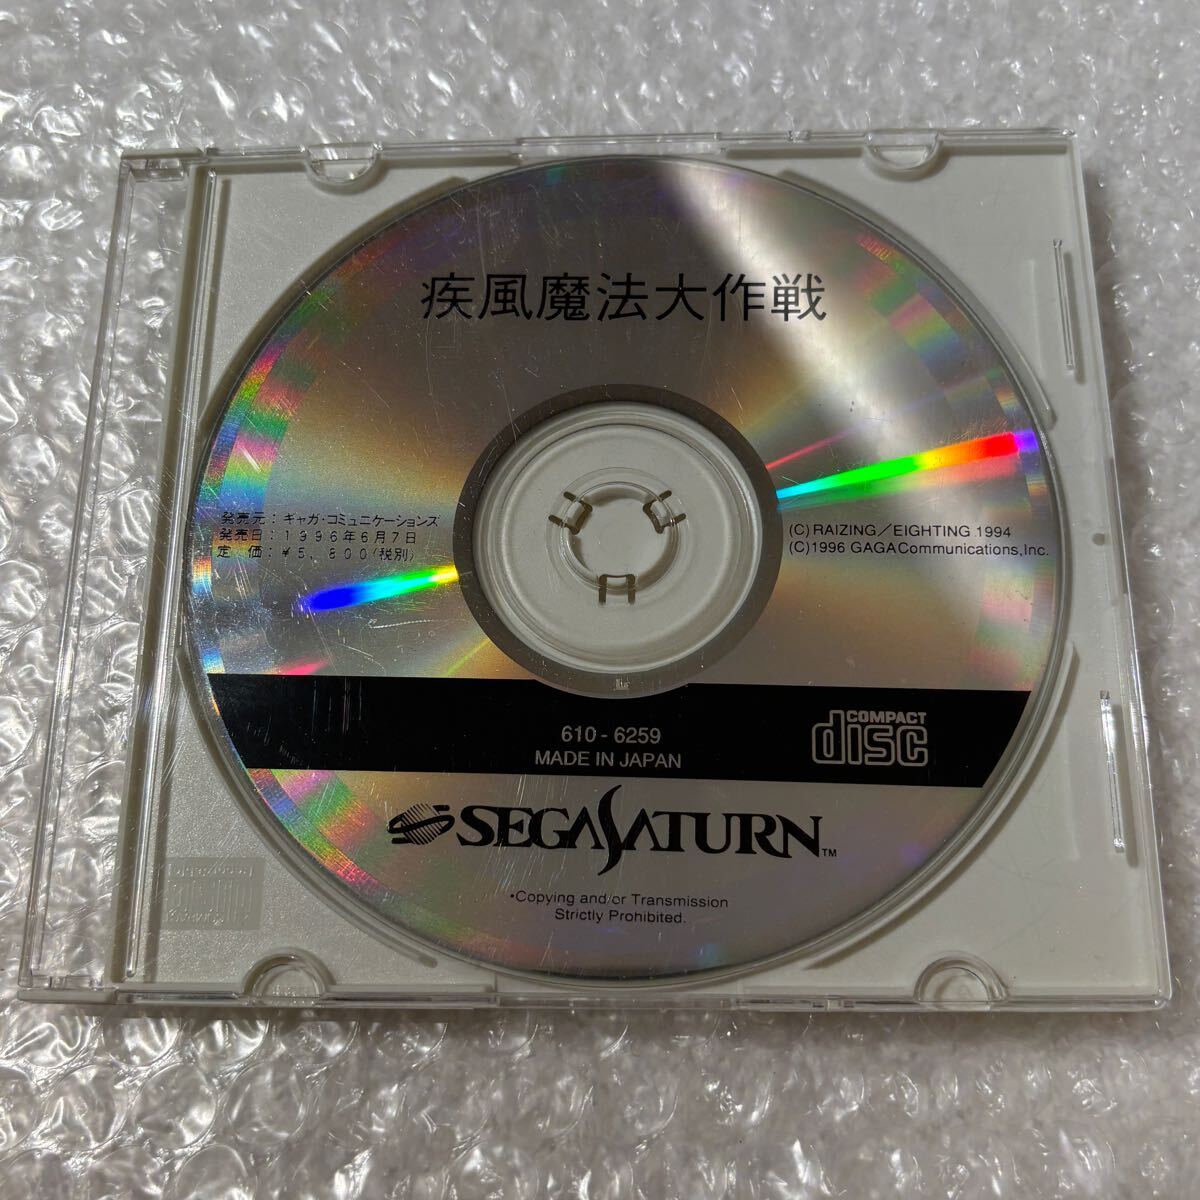 疾風魔法大作戦
発売元：ギャガ・コミュニケーションズ
発売日：１９９６年６月７日
定　価：￥５，８００（税別）
(C) RAIZING／EIGHTING 1994
(C)1996 GAGACommunications,Inc.
610 - 6259
MADE IN JAPAN
COMPACT
disc
SEGASATURN™
•Copying and/or Transmission
Strictly Prohibited.